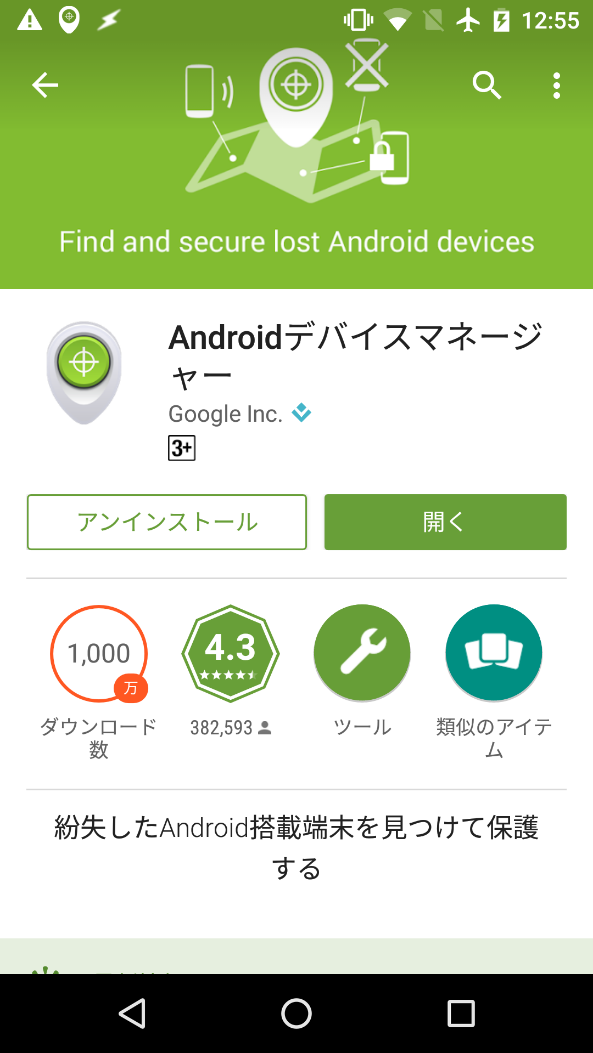 12:55
Find and secure lost Android devices
Androidデバイスマネージ
ャー
Google Inc.
3+
アンインストール
開く
1,000
万
4.3
ダウンロード
数
382,593
ツール
類似のアイテ
ム
紛失したAndroid搭載端末を見つけて保護
する